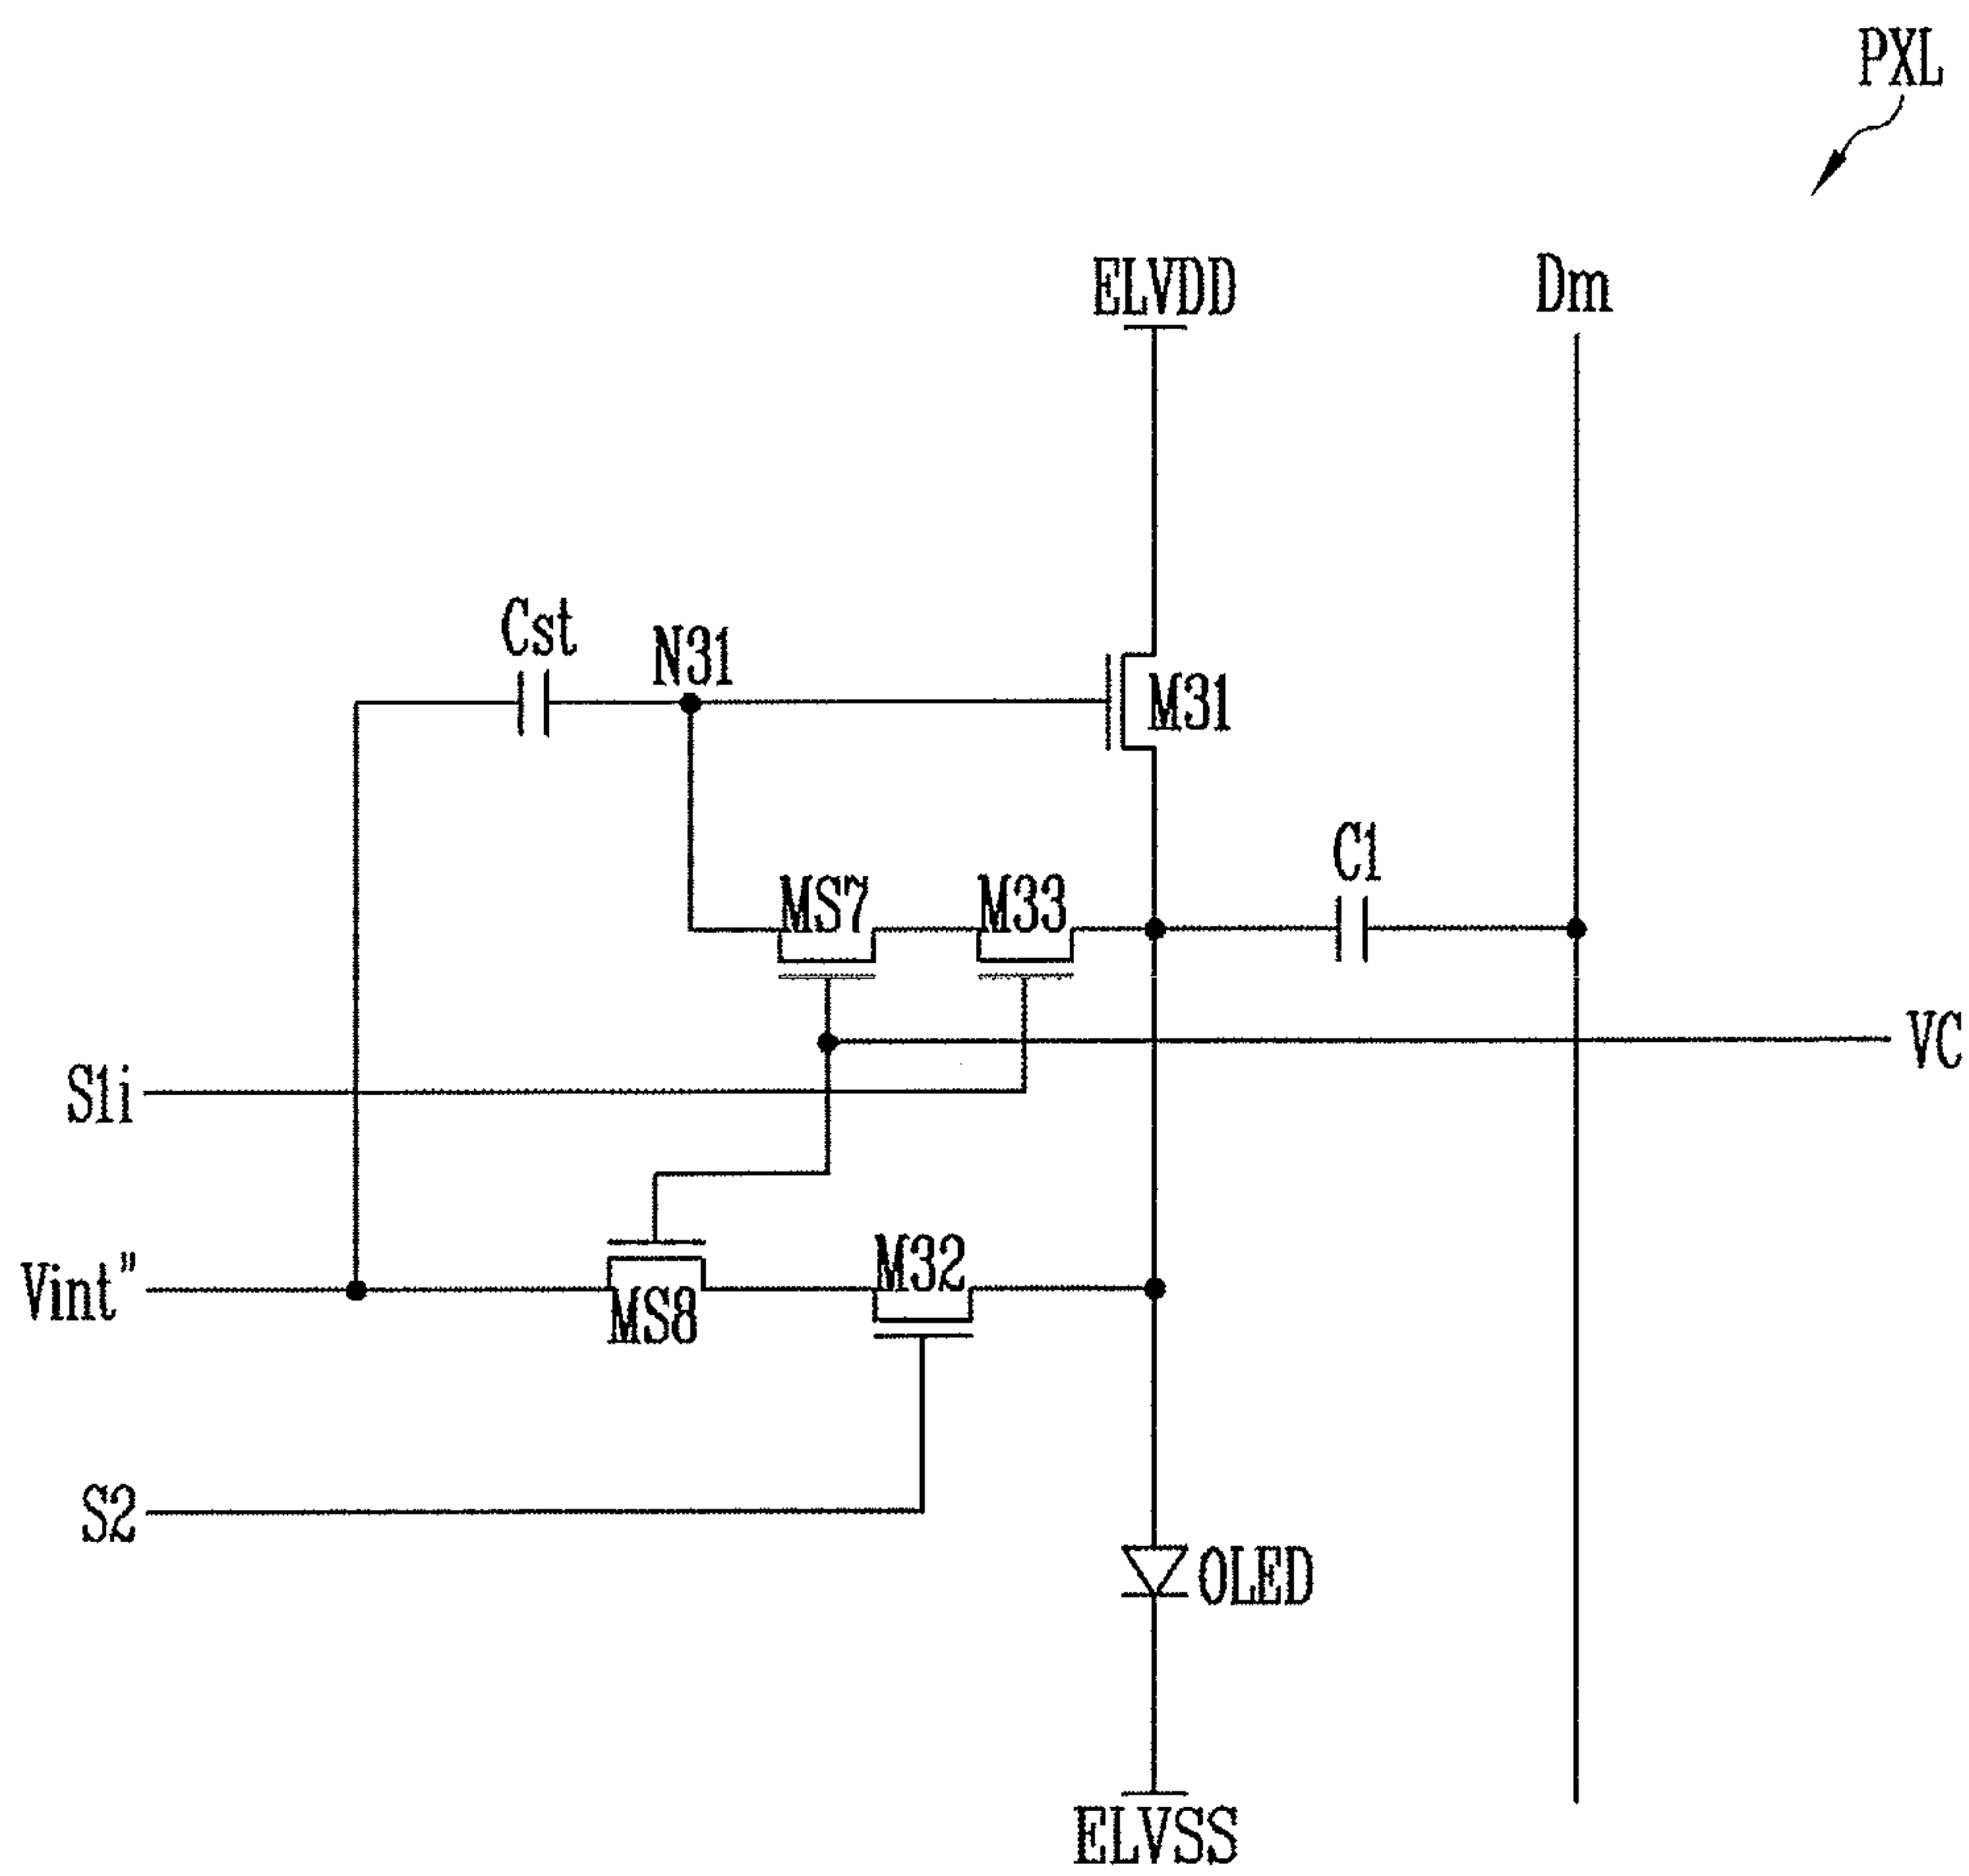 PXL
ELVDD
Dm
Cst
N31
M31
C1
MS7
M33
VC
S1i
M32
Vint"
MS8
S2
OLED
ELVSS